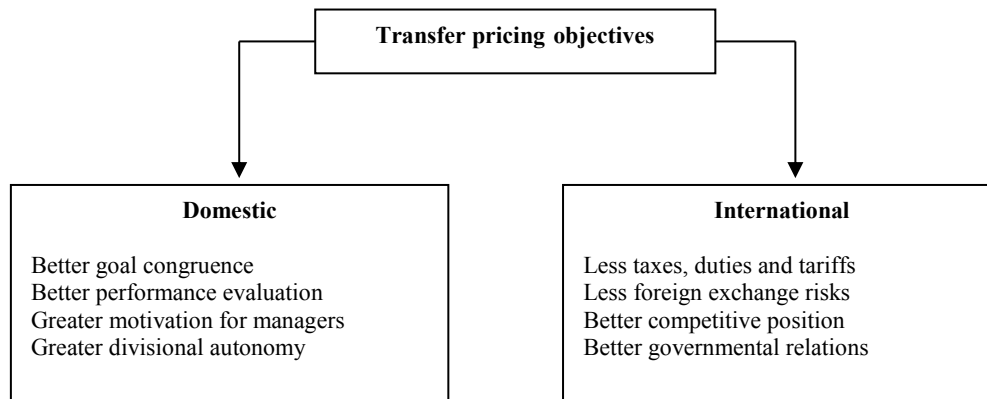 Transfer pricing objectives
Domestic
Better goal congruence
Better performance evaluation
Greater motivation for managers
Greater divisional autonomy
International
Less taxes, duties and tariffs
Less foreign exchange risks
Better competitive position
Better governmental relations